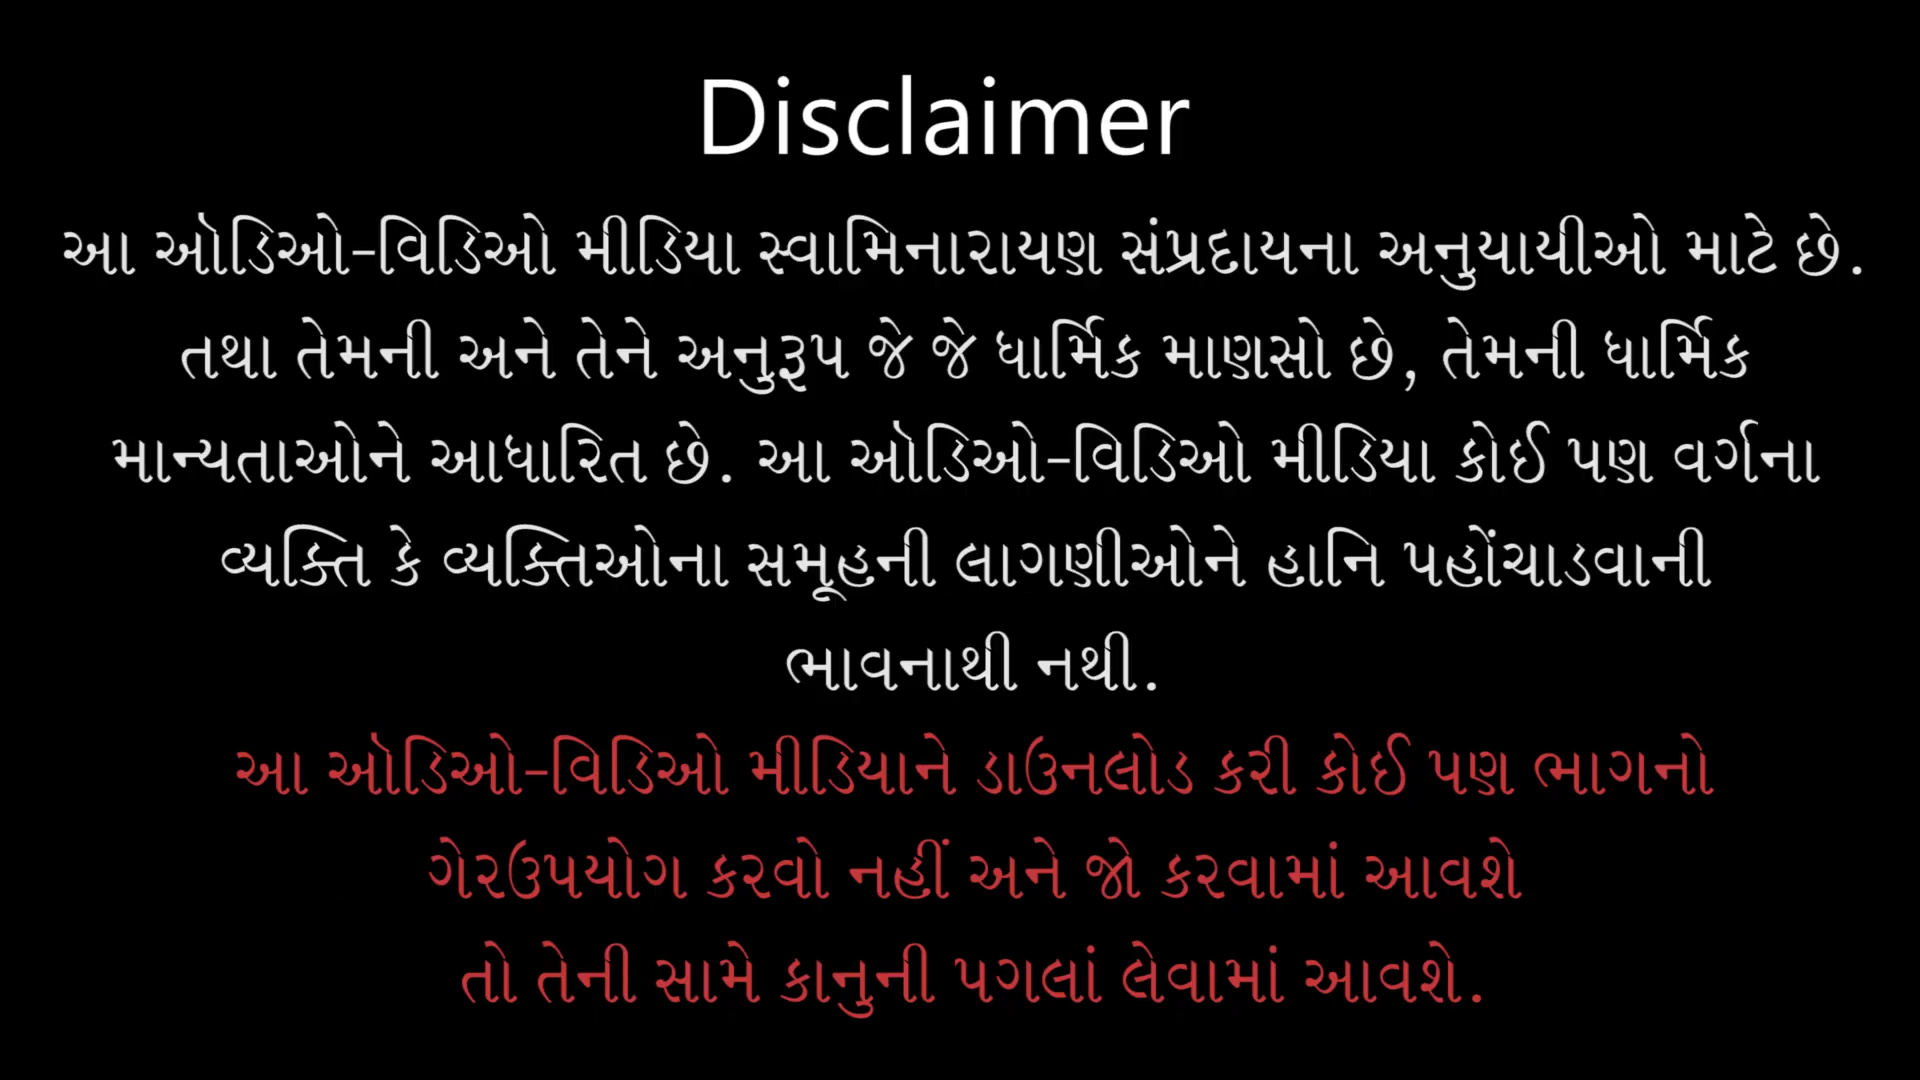 Disclaimer
આ ઑડિઓ-વિડિઓ મીડિયા સ્વામિનારાયણ સંપ્રદાયના અનુયાયીઓ માટે છે.
તથા તેમની અને તેને અનુરૂપ જે જે ધાર્મિક માણસો છે, તેમની ધાર્મિક
માન્યતાઓને આધારિત છે. આ ઑડિઓ-વિડિઓ મીડિયા કોઈ પણ વર્ગના
વ્યક્તિ કે વ્યક્તિઓના સમૂહની લાગણીઓને હાનિ પહોંચાડવાની
ભાવનાથી નથી.
આ ઑડિઓ-વિડિઓ મીડિયાને ડાઉનલોડ કરી કોઈ પણ ભાગનો
ગેરઉપયોગ કરવો નહીં અને જો કરવામાં આવશે
તો તેની સામે કાનુની પગલાં લેવામાં આવશે.